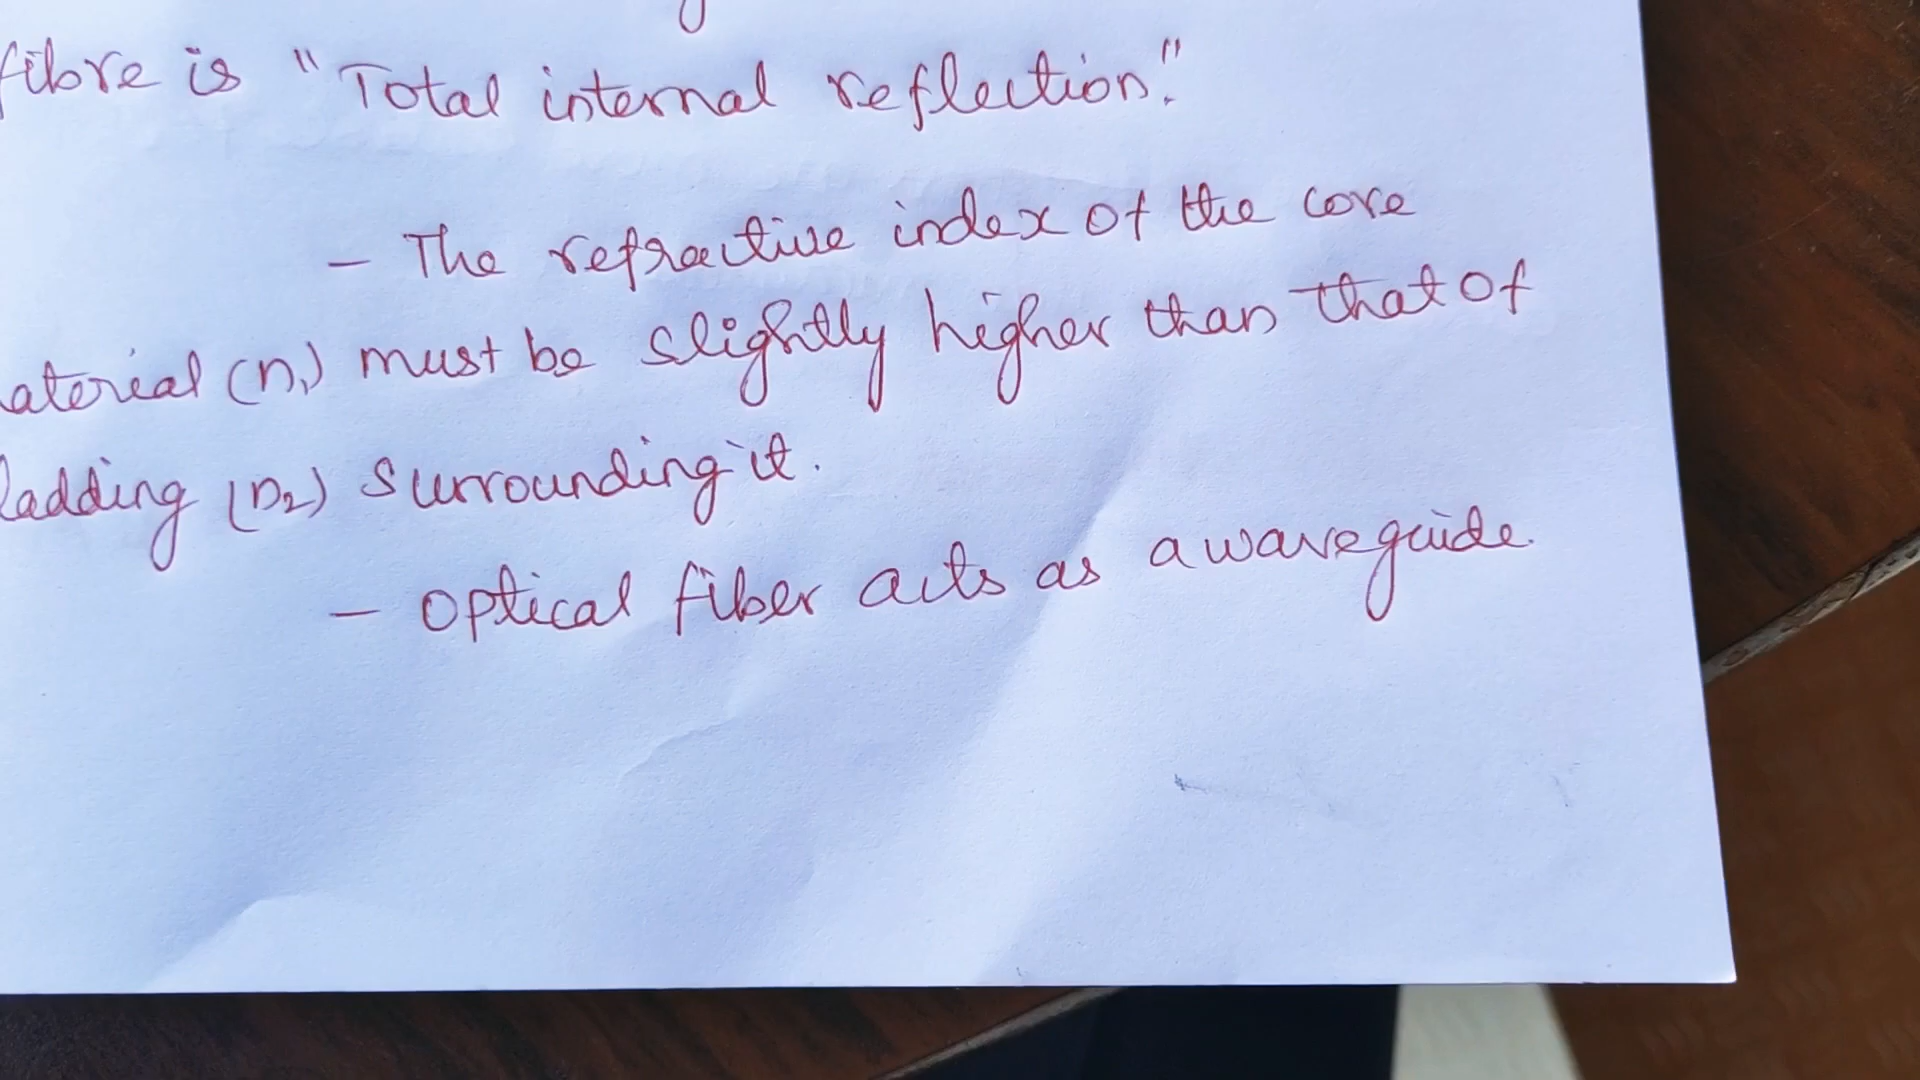 fibre is "Total internal reflection."
- The refractive index of the core
aterial (n1) must be slightly higher than that of
ladding (n2) surrounding it.
- Optical fiber acts as a waveguide.